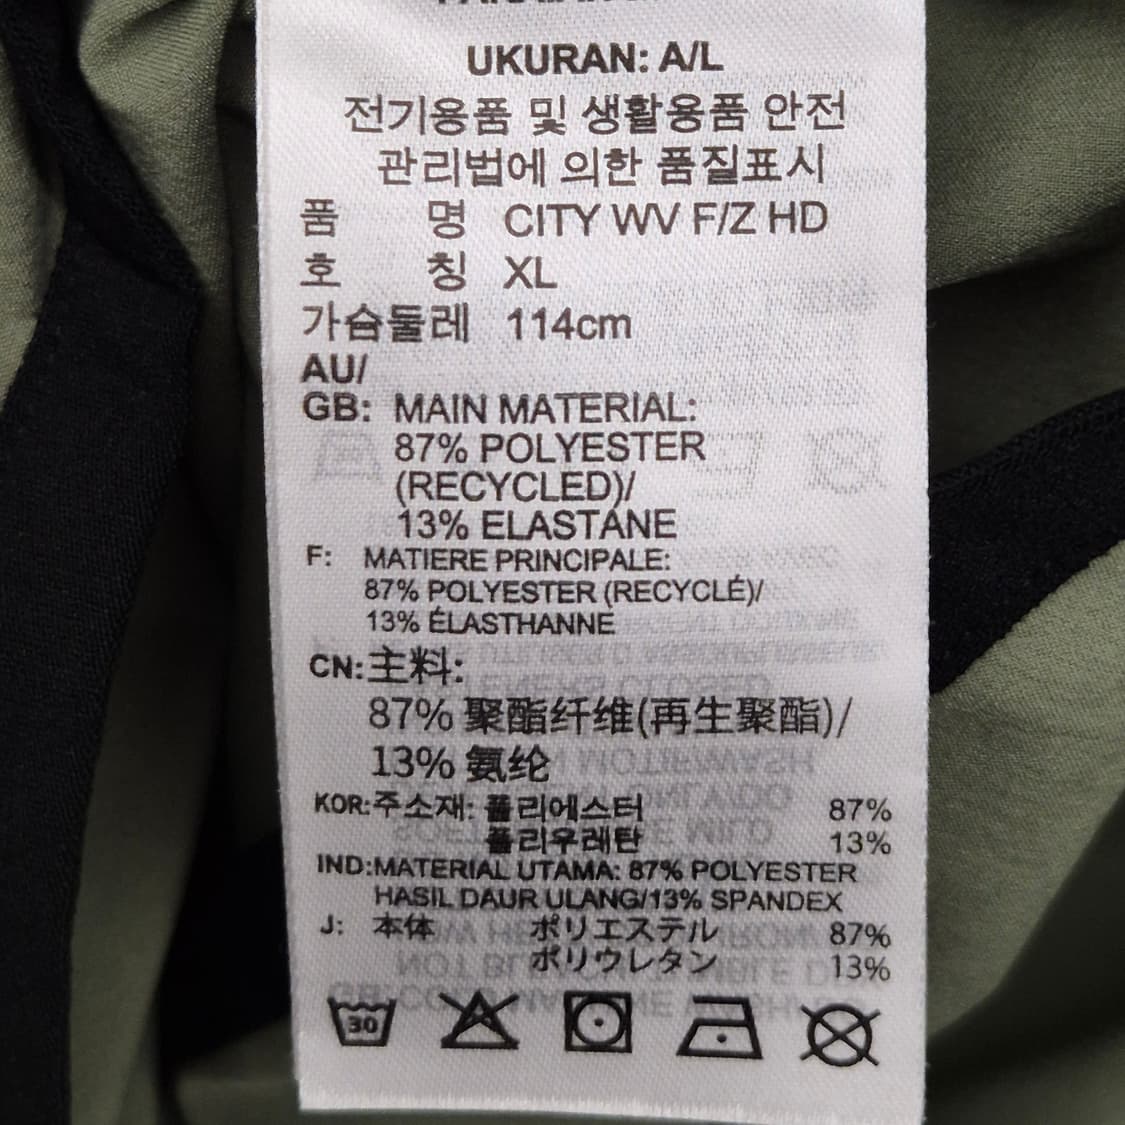 UKURAN: A/L
전기용품 및 생활용품 안전
관리법에 의한 품질표시
품 명 CITY WV F/Z HD
호 칭 XL
가슴둘레 114cm
AU/
GB: MAIN MATERIAL:
87% POLYESTER
(RECYCLED)/
13% ELASTANE
F: MATIERE PRINCIPALE:
87% POLYESTER (RECYCLÉ)/
13% ÉLASTHANNE
CN:主料:
87% 聚酯纤维(再生聚酯)/
13% 氨纶
KOR:주소재: 폴리에스터 87%
폴리우레탄 13%
IND:MATERIAL UTAMA: 87% POLYESTER
HASIL DAUR ULANG/13% SPANDEX
J: 本体 ポリエステル 87%
ポリウレタン 13%
30